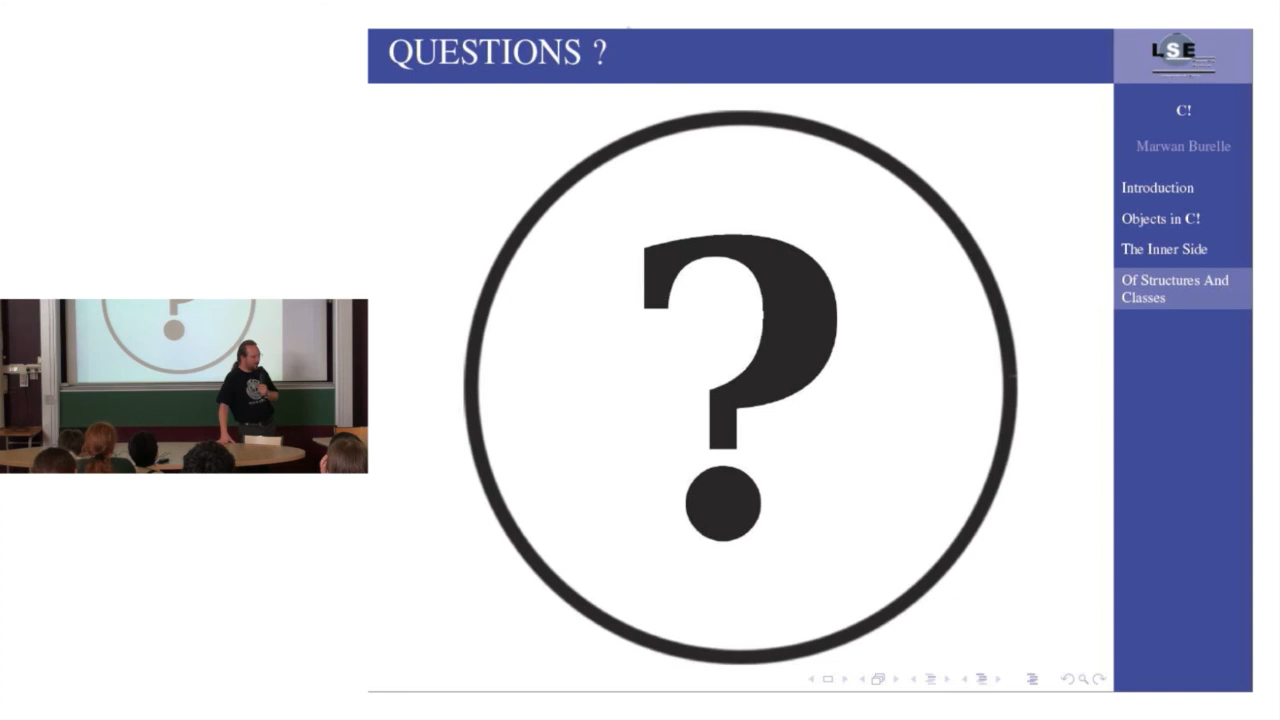 QUESTIONS ?
?
LSE
C!
Marwan Burelle
Introduction
Objects in C!
The Inner Side
Of Structures And
Classes